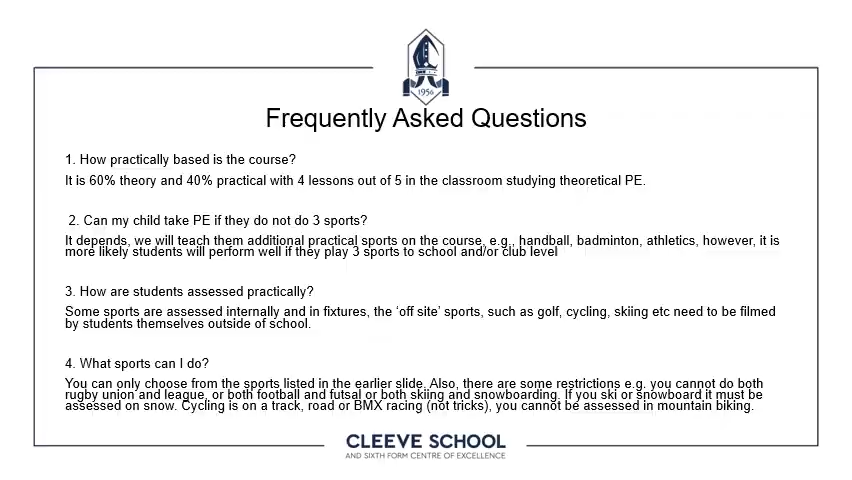 1956
Frequently Asked Questions
1. How practically based is the course?
It is 60% theory and 40% practical with 4 lessons out of 5 in the classroom studying theoretical PE.
2. Can my child take PE if they do not do 3 sports?
It depends, we will teach them additional practical sports on the course, e.g., handball, badminton, athletics, however, it is
more likely students will perform well if they play 3 sports to school and/or club level
3. How are students assessed practically?
Some sports are assessed internally and in fixtures, the ‘off site’ sports, such as golf, cycling, skiing etc need to be filmed
by students themselves outside of school.
4. What sports can I do?
You can only choose from the sports listed in the earlier slide. Also, there are some restrictions e.g. you cannot do both
rugby union and league, or both football and futsal or both skiing and snowboarding. If you ski or snowboard it must be
assessed on snow. Cycling is on a track, road or BMX racing (not tricks), you cannot be assessed in mountain biking.
CLEEVE SCHOOL
AND SIXTH FORM CENTRE OF EXCELLENCE